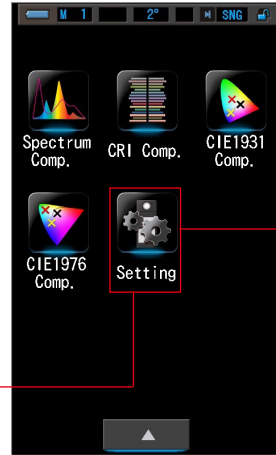 M 1 2° SNG
Spectrum Comp.
CRI Comp.
CIE1931 Comp.
CIE1976 Comp.
Setting